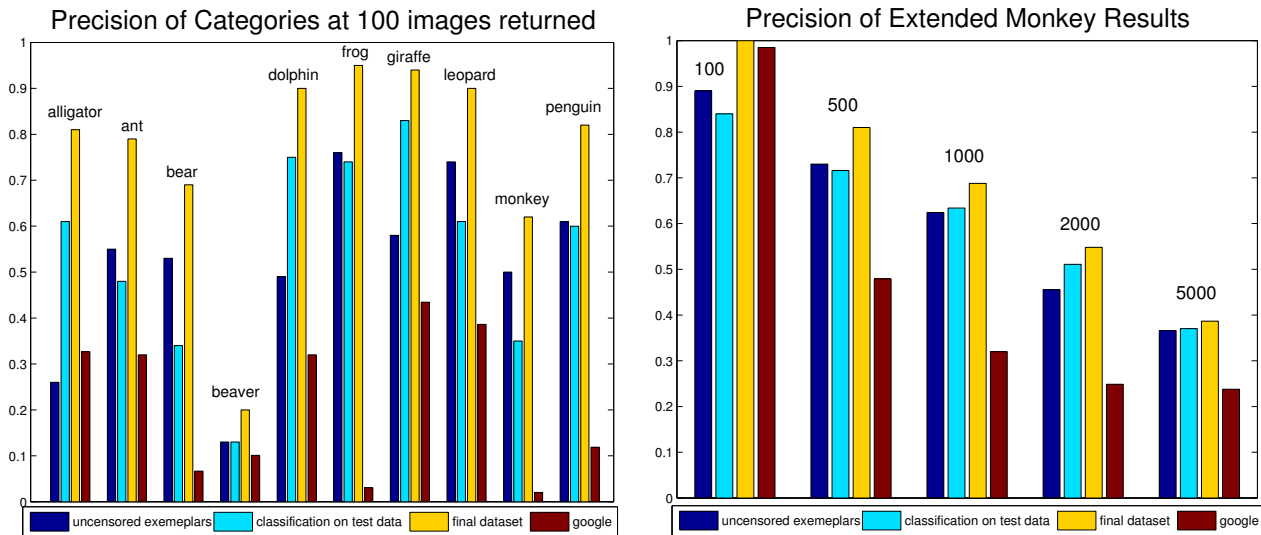 Precision of Categories at 100 images returned
1
0.9
0.8
0.7
0.6
0.5
0.4
0.3
0.2
0.1
0
alligator
ant
bear
beaver
dolphin
frog
giraffe
leopard
monkey
penguin
uncensored exemeplars
classification on test data
final dataset
google
Precision of Extended Monkey Results
1
0.9
0.8
0.7
0.6
0.5
0.4
0.3
0.2
0.1
0
100
500
1000
2000
5000
uncensored exemeplars
classification on test data
final dataset
google